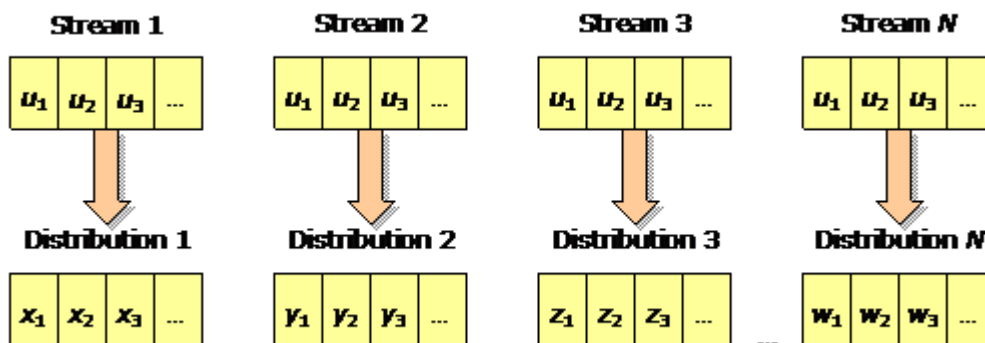 Stream 1 Stream 2 Stream 3 Stream N
u1 u2 u3 ... u1 u2 u3 ... u1 u2 u3 ... u1 u2 u3 ...
Distribution 1 Distribution 2 Distribution 3 Distribution N
x1 x2 x3 ... y1 y2 y3 ... z1 z2 z3 ... ... w1 w2 w3 ...